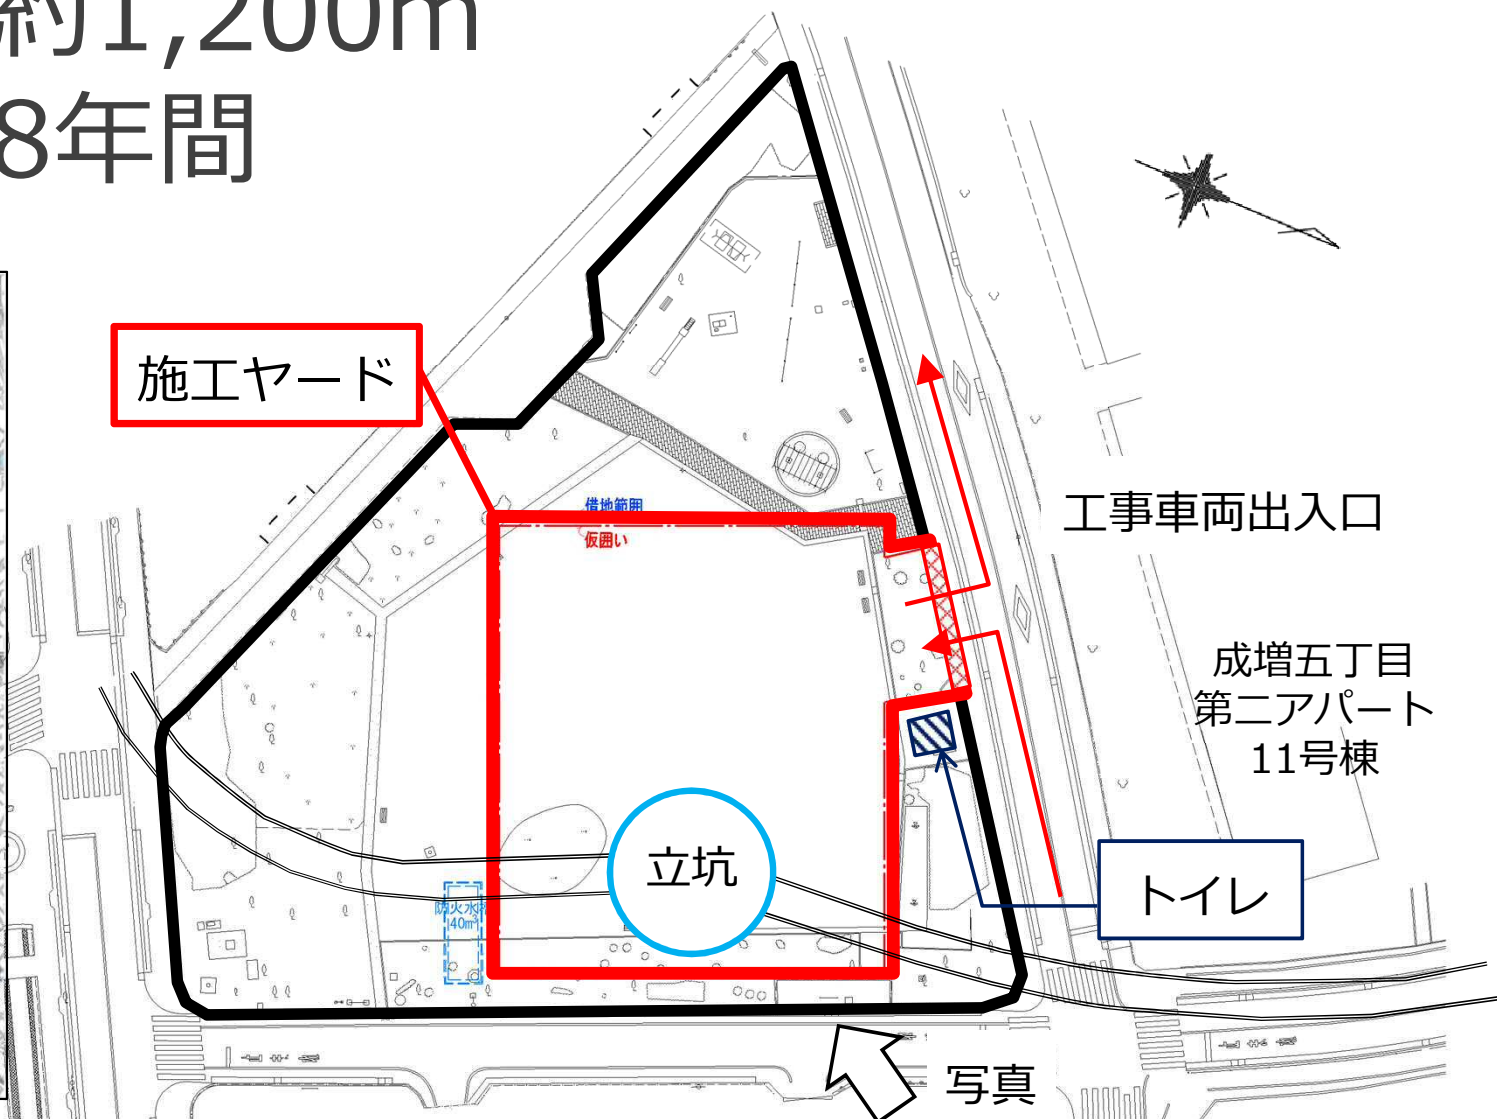 約1,200m
8年間
施工ヤード
借地範囲
仮囲い
工事車両出入口
成増五丁目
第二アパート
11号棟
立坑
トイレ
防火水槽
40m³
写真